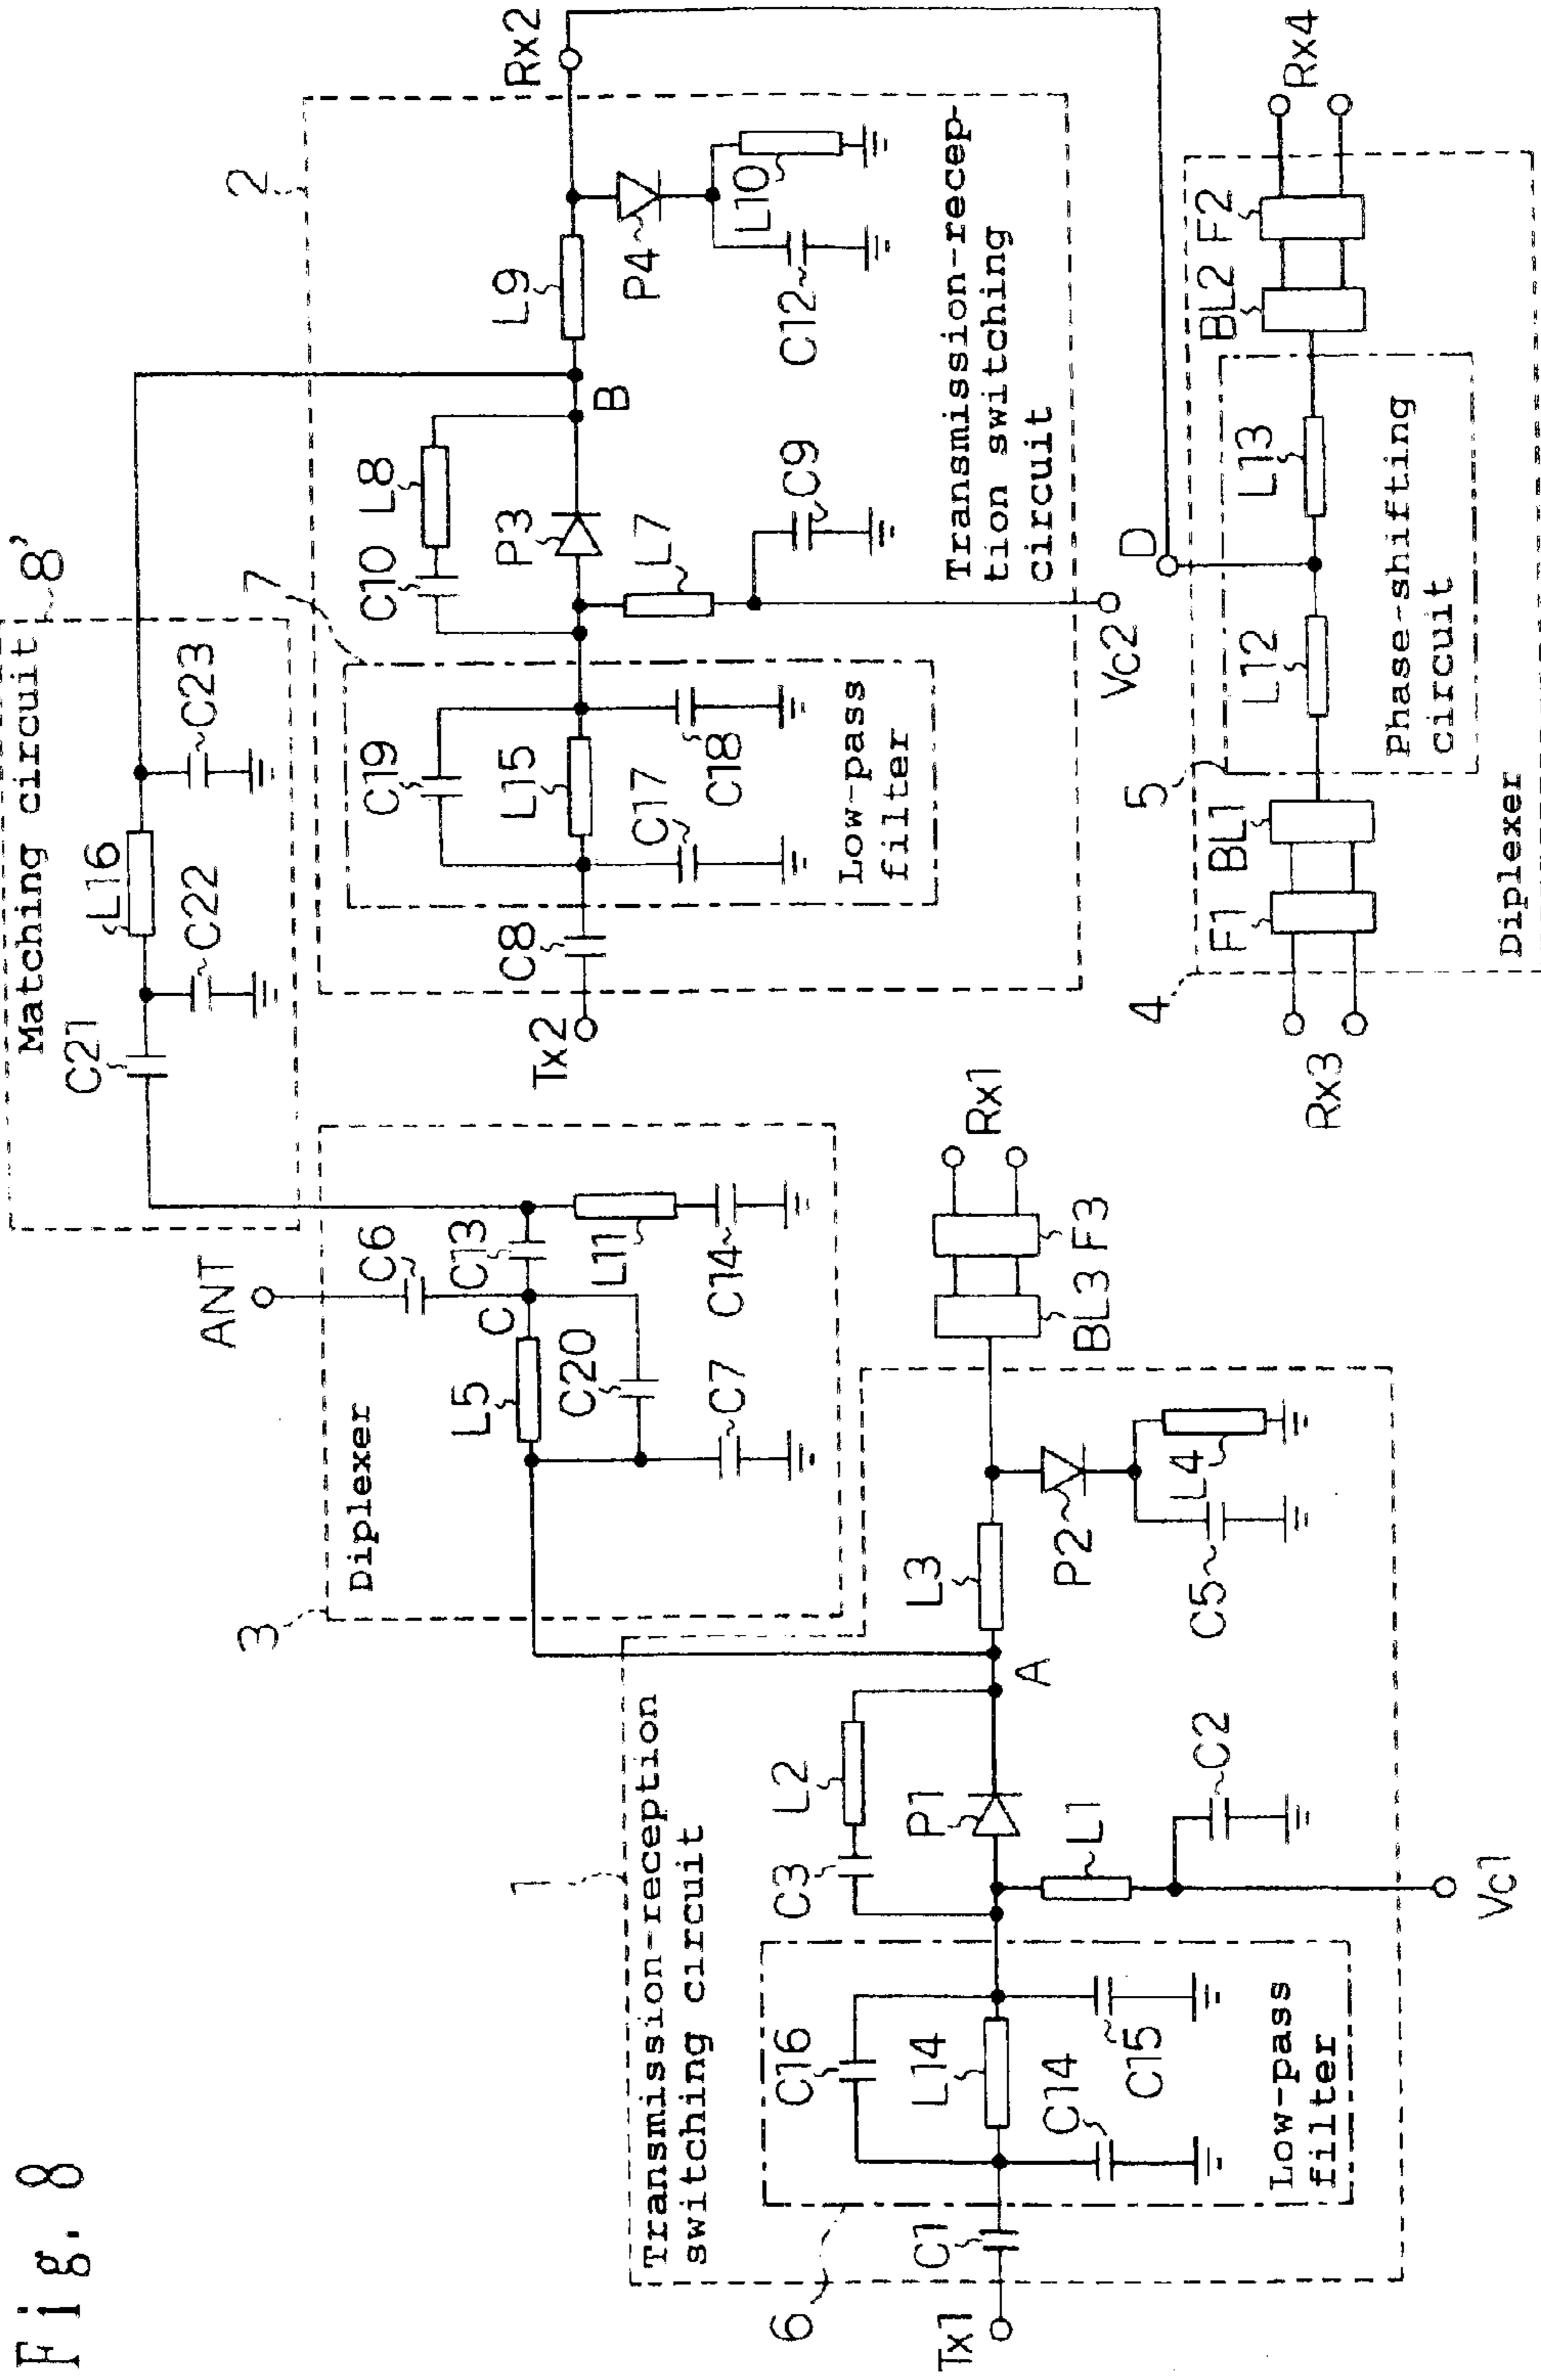 Fig. 8
Matching circuit
8'
C21
L16
C22
C23
ANT
3
Diplexer
C6
C
C13
L5
C20
C7
L11
C14
2
7
C10
L8
P3
B
L9
Rx2
P4
L10
C12
C19
L15
C17
C18
Low-pass
filter
L7
C9
Tx2
C8
Vc2
Transmission-recep-
tion switching
circuit
1
Transmission-reception
switching circuit
C3
L2
P1
A
L3
P2
L4
C5
BL3
F3
Rx1
C16
L14
C14
C15
Low-pass
filter
L1
C2
6
Tx1
C1
Vc1
4
5
D
Rx3
F1
BL1
L12
L13
BL2
F2
Rx4
Phase-shifting
circuit
Diplexer